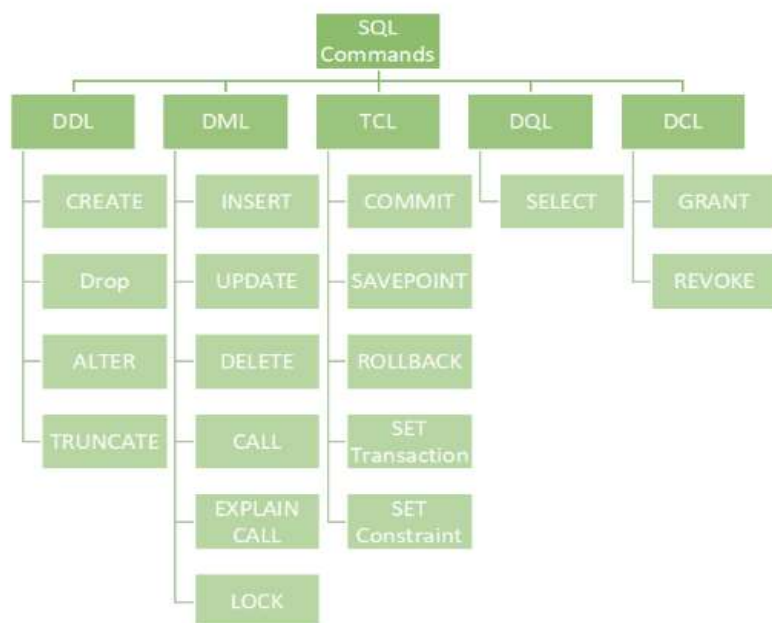 SQL
Commands
DDL
DML
TCL
DQL
DCL
CREATE
INSERT
COMMIT
SELECT
GRANT
Drop
UPDATE
SAVEPOINT
REVOKE
ALTER
DELETE
ROLLBACK
TRUNCATE
CALL
SET
Transaction
EXPLAIN
CALL
SET
Constraint
LOCK